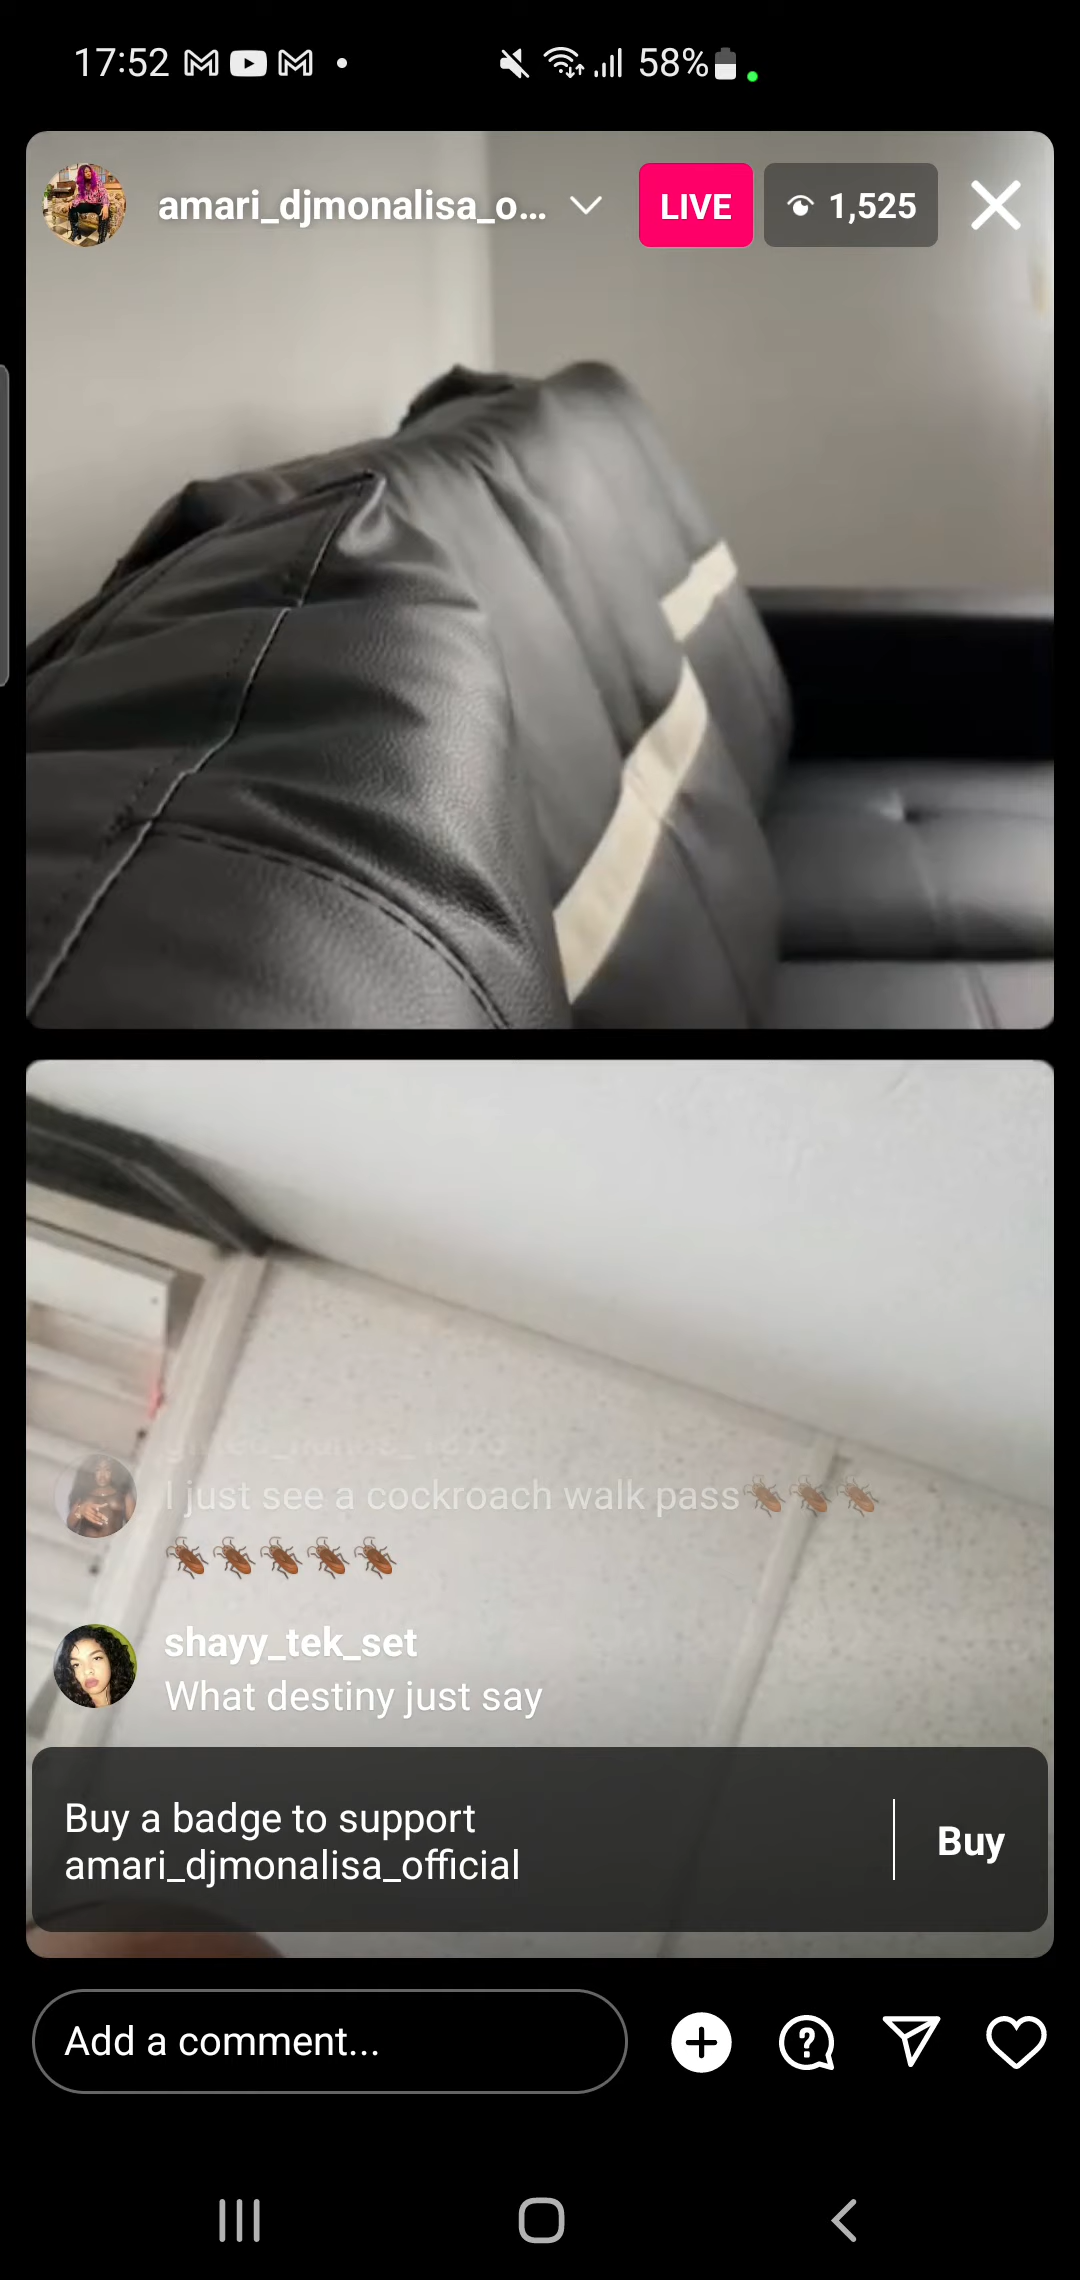 17:52
58%
amari_djmonalisa_o...
LIVE
1,525
I just see a cockroach walk pass🪳🪳🪳
🪳🪳🪳🪳🪳
shayy_tek_set
What destiny just say
Buy a badge to support
amari_djmonalisa_official
Buy
Add a comment...